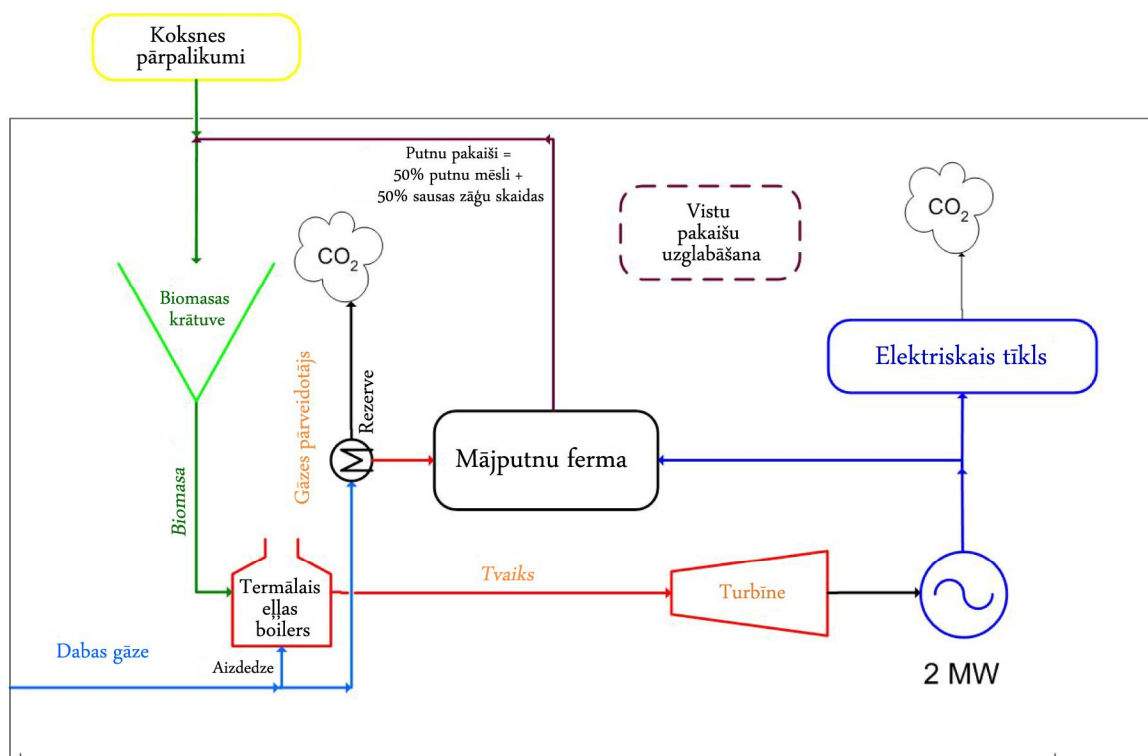 Koksnes
pārpalikumi
Putnu pakaiši =
50% putnu mēsli +
50% sausas zāģu skaidas
CO₂
Vistu
pakaišu
uzglabāšana
CO₂
Biomasas
krātuve
Elektriskais tīkls
Gāzes pārveidotājs
Rezerve
Mājputnu ferma
Biomasa
Termālais
eļļas
boilers
Tvaiks
Turbīne
Dabas gāze
Aizdedze
2 MW